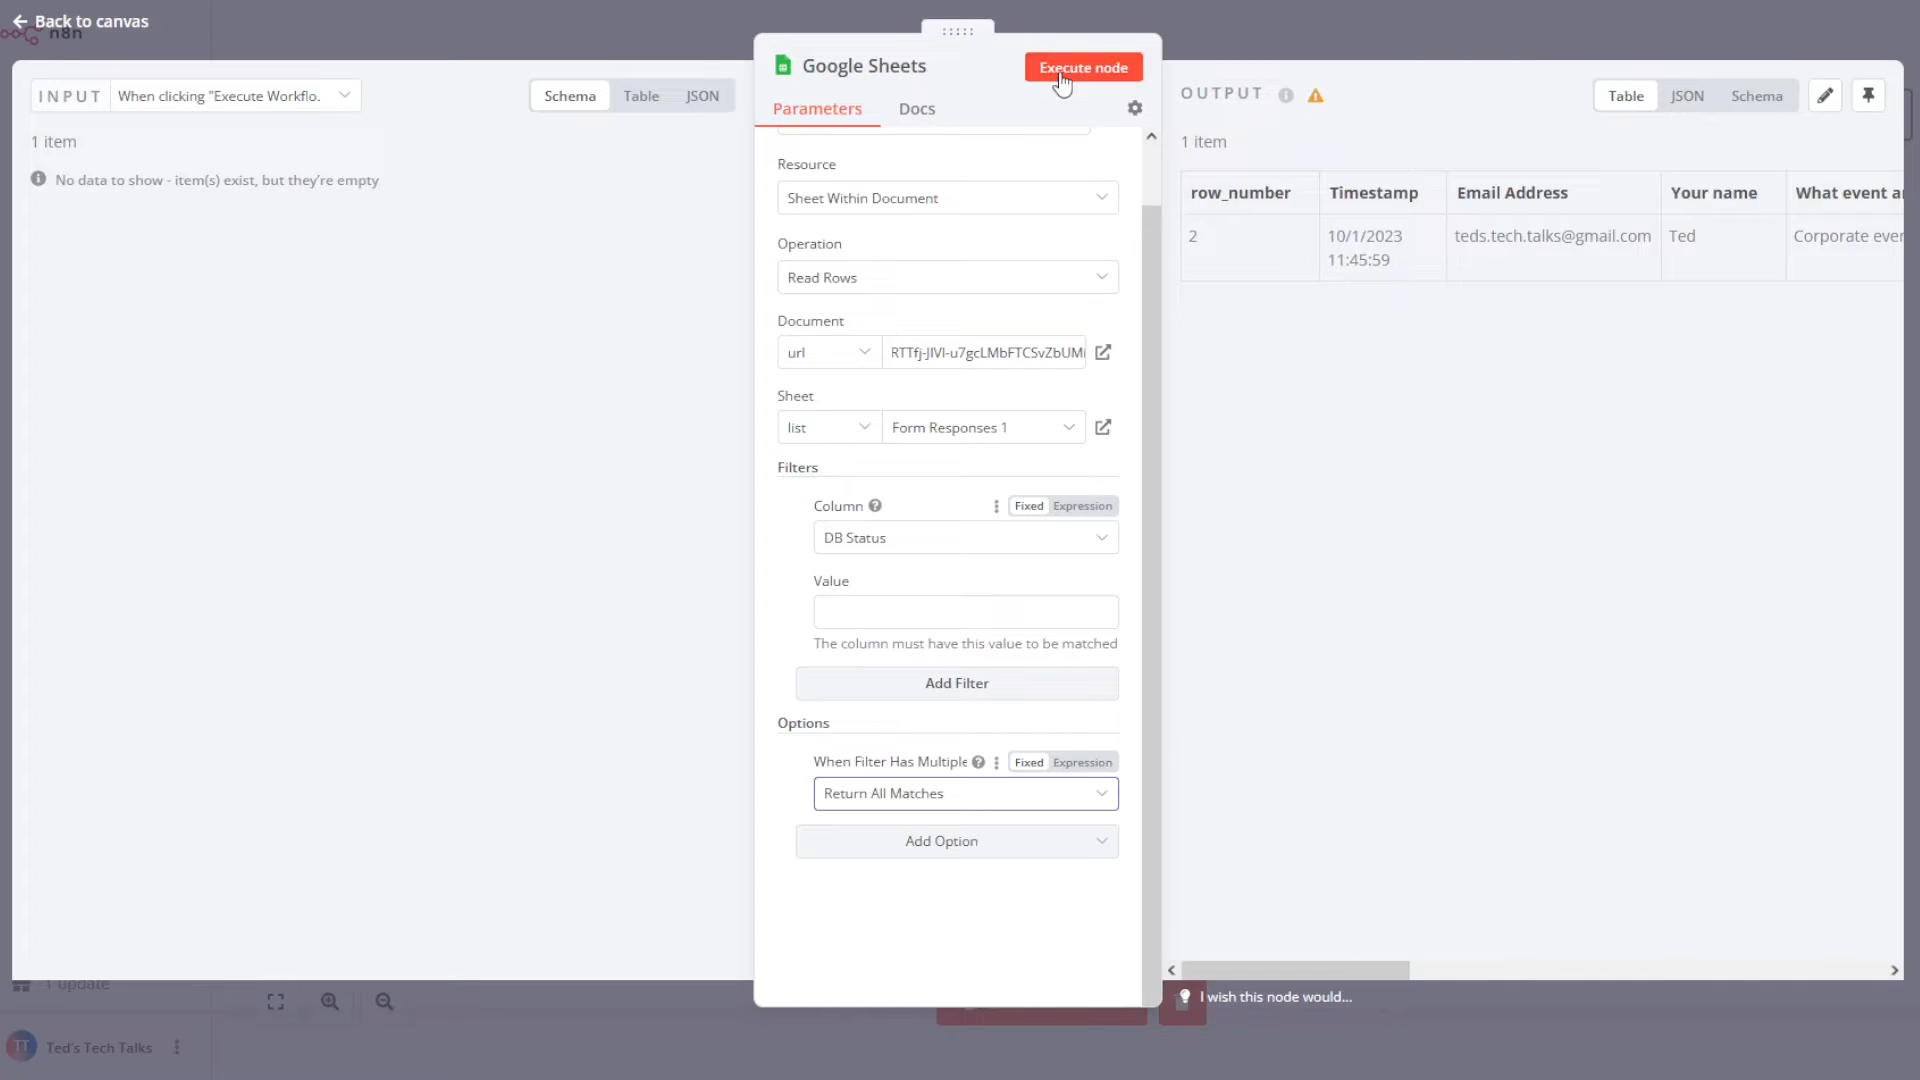 Back to canvas
n8n
INPUT
When clicking "Execute Workflo.
Schema
Table
JSON
1 item
No data to show - item(s) exist, but they're empty
Google Sheets
Execute node
Parameters
Docs
Resource
Sheet Within Document
Operation
Read Rows
Document
url
RTTfj-JIVI-u7gcLMbFTCSvZbUMi
Sheet
list
Form Responses 1
Filters
Column
Fixed
Expression
DB Status
Value
The column must have this value to be matched
Add Filter
Options
When Filter Has Multiple
Fixed
Expression
Return All Matches
Add Option
OUTPUT
Table
JSON
Schema
1 item
row_number
Timestamp
Email Address
Your name
What event a
2
10/1/2023
11:45:59
teds.tech.talks@gmail.com
Ted
Corporate ever
I wish this node would...
1 update
TT
Ted's Tech Talks